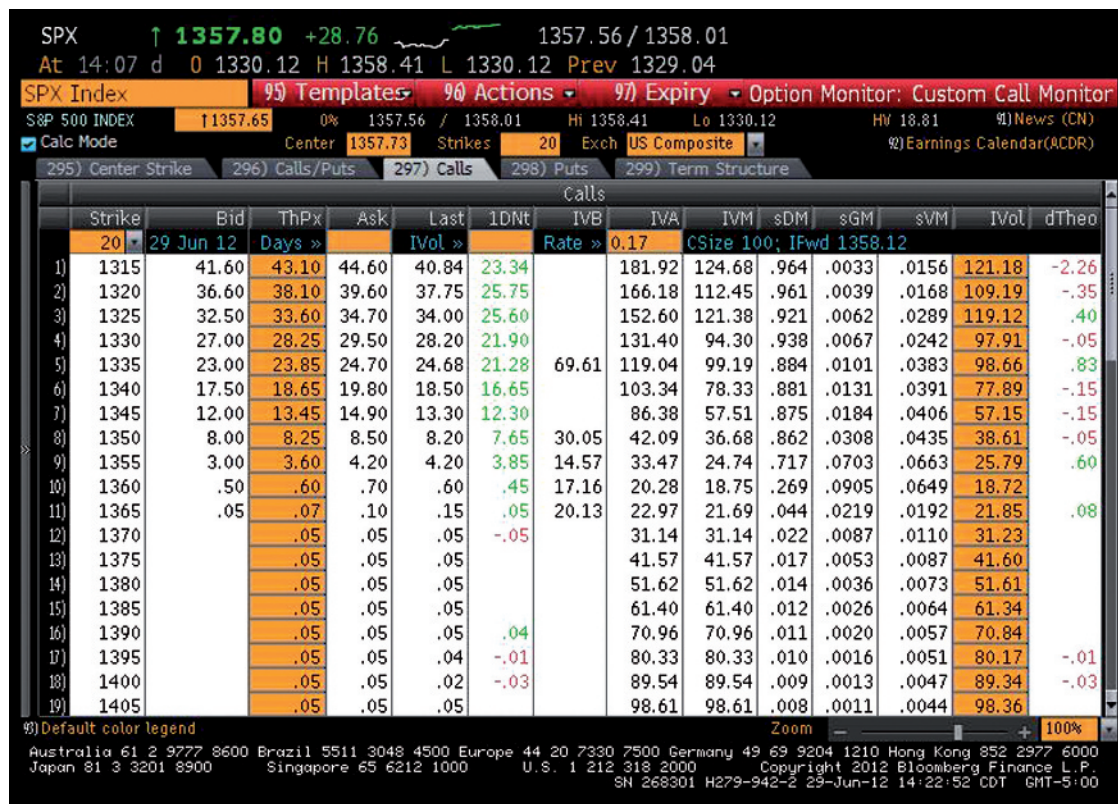 SPX ↑ 1357.80 +28.76 1357.56 / 1358.01
At 14:07 d O 1330.12 H 1358.41 L 1330.12 Prev 1329.04
SPX Index 95) Templates 96) Actions 97) Expiry Option Monitor: Custom Call Monitor
S&P 500 INDEX ↑1357.65 0% 1357.56 / 1358.01 Hi 1358.41 Lo 1330.12 HV 18.81 91) News (CN)
Calc Mode Center 1357.73 Strikes 20 Exch US Composite 92) Earnings Calendar(ACDR)
295) Center Strike 296) Calls/Puts 297) Calls 298) Puts 299) Term Structure
Calls
Strike Bid ThPx Ask Last 1DNt IVB IVA IVM sDM sGM sVM IVol dTheo
20 29 Jun 12 Days » IVol » Rate » 0.17 CSize 100; IFwd 1358.12
1) 1315 41.60 43.10 44.60 40.84 23.34 181.92 124.68 .964 .0033 .0156 121.18 -2.26
2) 1320 36.60 38.10 39.60 37.75 25.75 166.18 112.45 .961 .0039 .0168 109.19 -.35
3) 1325 32.50 33.60 34.70 34.00 25.60 152.60 121.38 .921 .0062 .0289 119.12 .40
4) 1330 27.00 28.25 29.50 28.20 21.90 131.40 94.30 .938 .0067 .0242 97.91 -.05
5) 1335 23.00 23.85 24.70 24.68 21.28 69.61 119.04 99.19 .884 .0101 .0383 98.66 .83
6) 1340 17.50 18.65 19.80 18.50 16.65 103.34 78.33 .881 .0131 .0391 77.89 -.15
7) 1345 12.00 13.45 14.90 13.30 12.30 86.38 57.51 .875 .0184 .0406 57.15 -.15
8) 1350 8.00 8.25 8.50 8.20 7.65 30.05 42.09 36.68 .862 .0308 .0435 38.61 -.05
9) 1355 3.00 3.60 4.20 4.20 3.85 14.57 33.47 24.74 .717 .0703 .0663 25.79 .60
10) 1360 .50 .60 .70 .60 .45 17.16 20.28 18.75 .269 .0905 .0649 18.72
11) 1365 .05 .07 .10 .15 .05 20.13 22.97 21.69 .044 .0219 .0192 21.85 .08
12) 1370 .05 .05 .05 -.05 31.14 31.14 .022 .0087 .0110 31.23
13) 1375 .05 .05 .05 41.57 41.57 .017 .0053 .0087 41.60
14) 1380 .05 .05 .05 51.62 51.62 .014 .0036 .0073 51.61
15) 1385 .05 .05 .05 61.40 61.40 .012 .0026 .0064 61.34
16) 1390 .05 .05 .05 .04 70.96 70.96 .011 .0020 .0057 70.84
17) 1395 .05 .05 .04 -.01 80.33 80.33 .010 .0016 .0051 80.17 -.01
18) 1400 .05 .05 .02 -.03 89.54 89.54 .009 .0013 .0047 89.34 -.03
19) 1405 .05 .05 .05 98.61 98.61 .008 .0011 .0044 98.36
93) Default color legend Zoom - + 100%
Australia 61 2 9777 8600 Brazil 5511 3048 4500 Europe 44 20 7330 7500 Germany 49 69 9204 1210 Hong Kong 852 2977 6000
Japan 81 3 3201 8900 Singapore 65 6212 1000 U.S. 1 212 318 2000 Copyright 2012 Bloomberg Finance L.P.
SN 268301 H279-942-2 29-Jun-12 14:22:52 CDT GMT-5:00